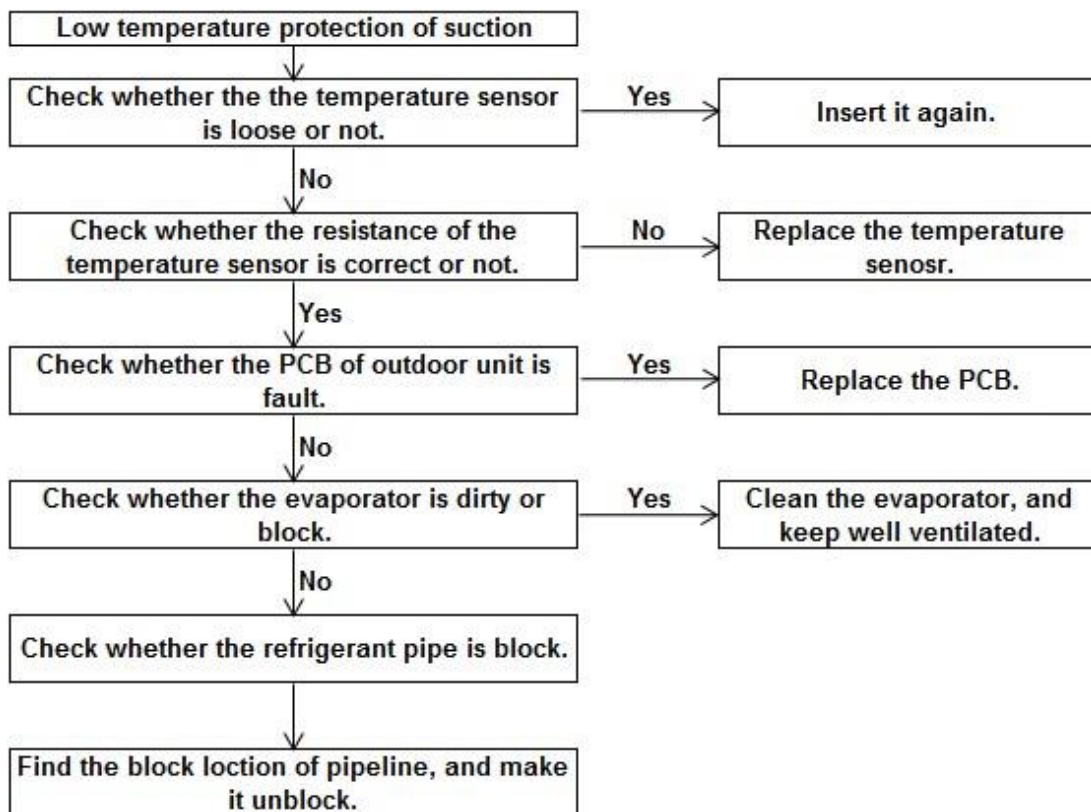 Low temperature protection of suction
Check whether the the temperature sensor
is loose or not.
Yes
Insert it again.
No
Check whether the resistance of the
temperature sensor is correct or not.
No
Replace the temperature
senosr.
Yes
Check whether the PCB of outdoor unit is
fault.
Yes
Replace the PCB.
No
Check whether the evaporator is dirty or
block.
Yes
Clean the evaporator, and
keep well ventilated.
No
Check whether the refrigerant pipe is block.
Find the block loction of pipeline, and make
it unblock.